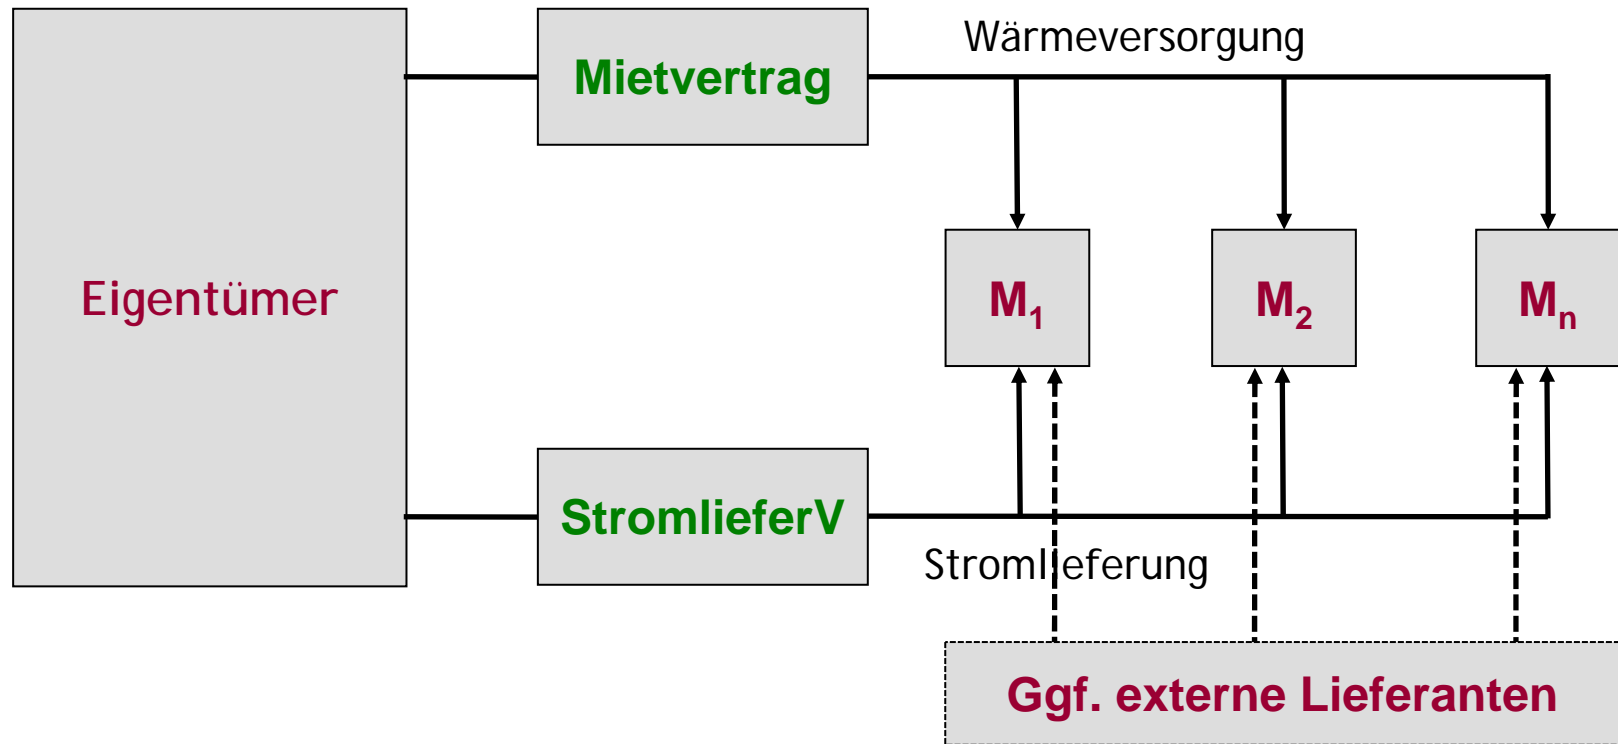 Wärmeversorgung
Mietvertrag
Eigentümer
M₁
M₂
Mₙ
StromlieferV
Stromlieferung
Ggf. externe Lieferanten